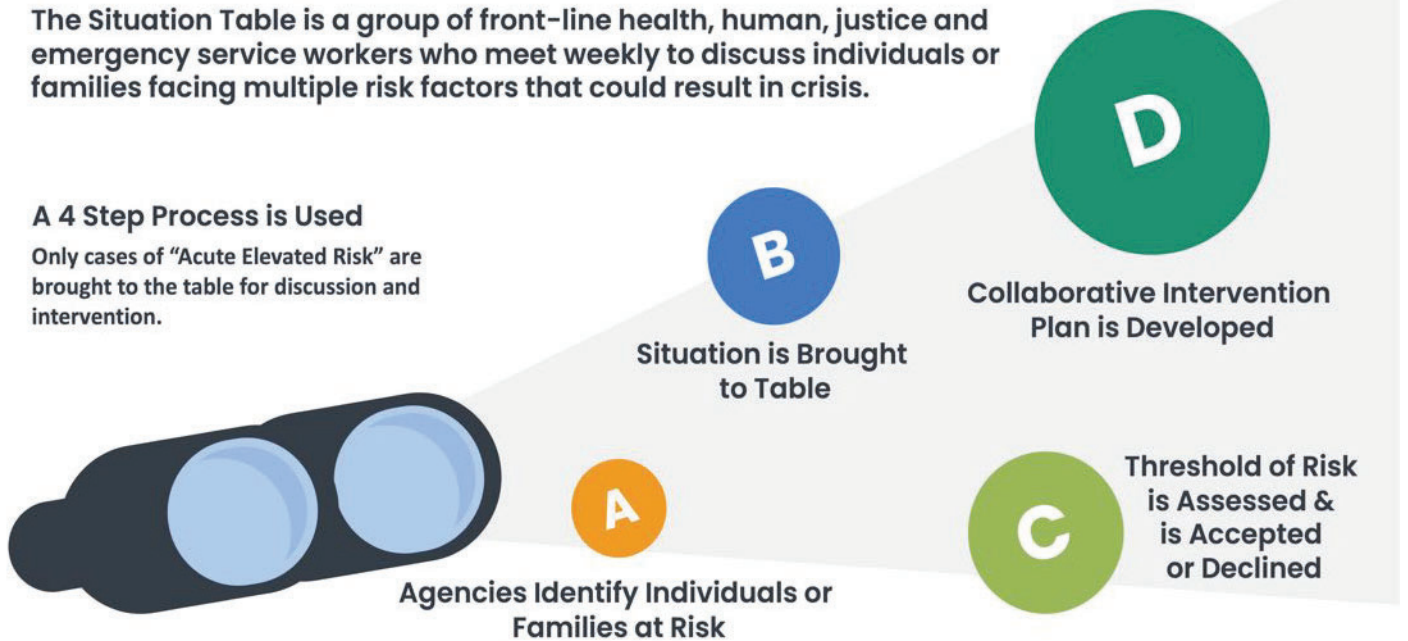 The Situation Table is a group of front-line health, human, justice and
emergency service workers who meet weekly to discuss individuals or
families facing multiple risk factors that could result in crisis.
A 4 Step Process is Used
Only cases of “Acute Elevated Risk” are
brought to the table for discussion and
intervention.
A
Agencies Identify Individuals or
Families at Risk
B
Situation is Brought
to Table
C
Threshold of Risk
is Assessed &
is Accepted
or Declined
D
Collaborative Intervention
Plan is Developed